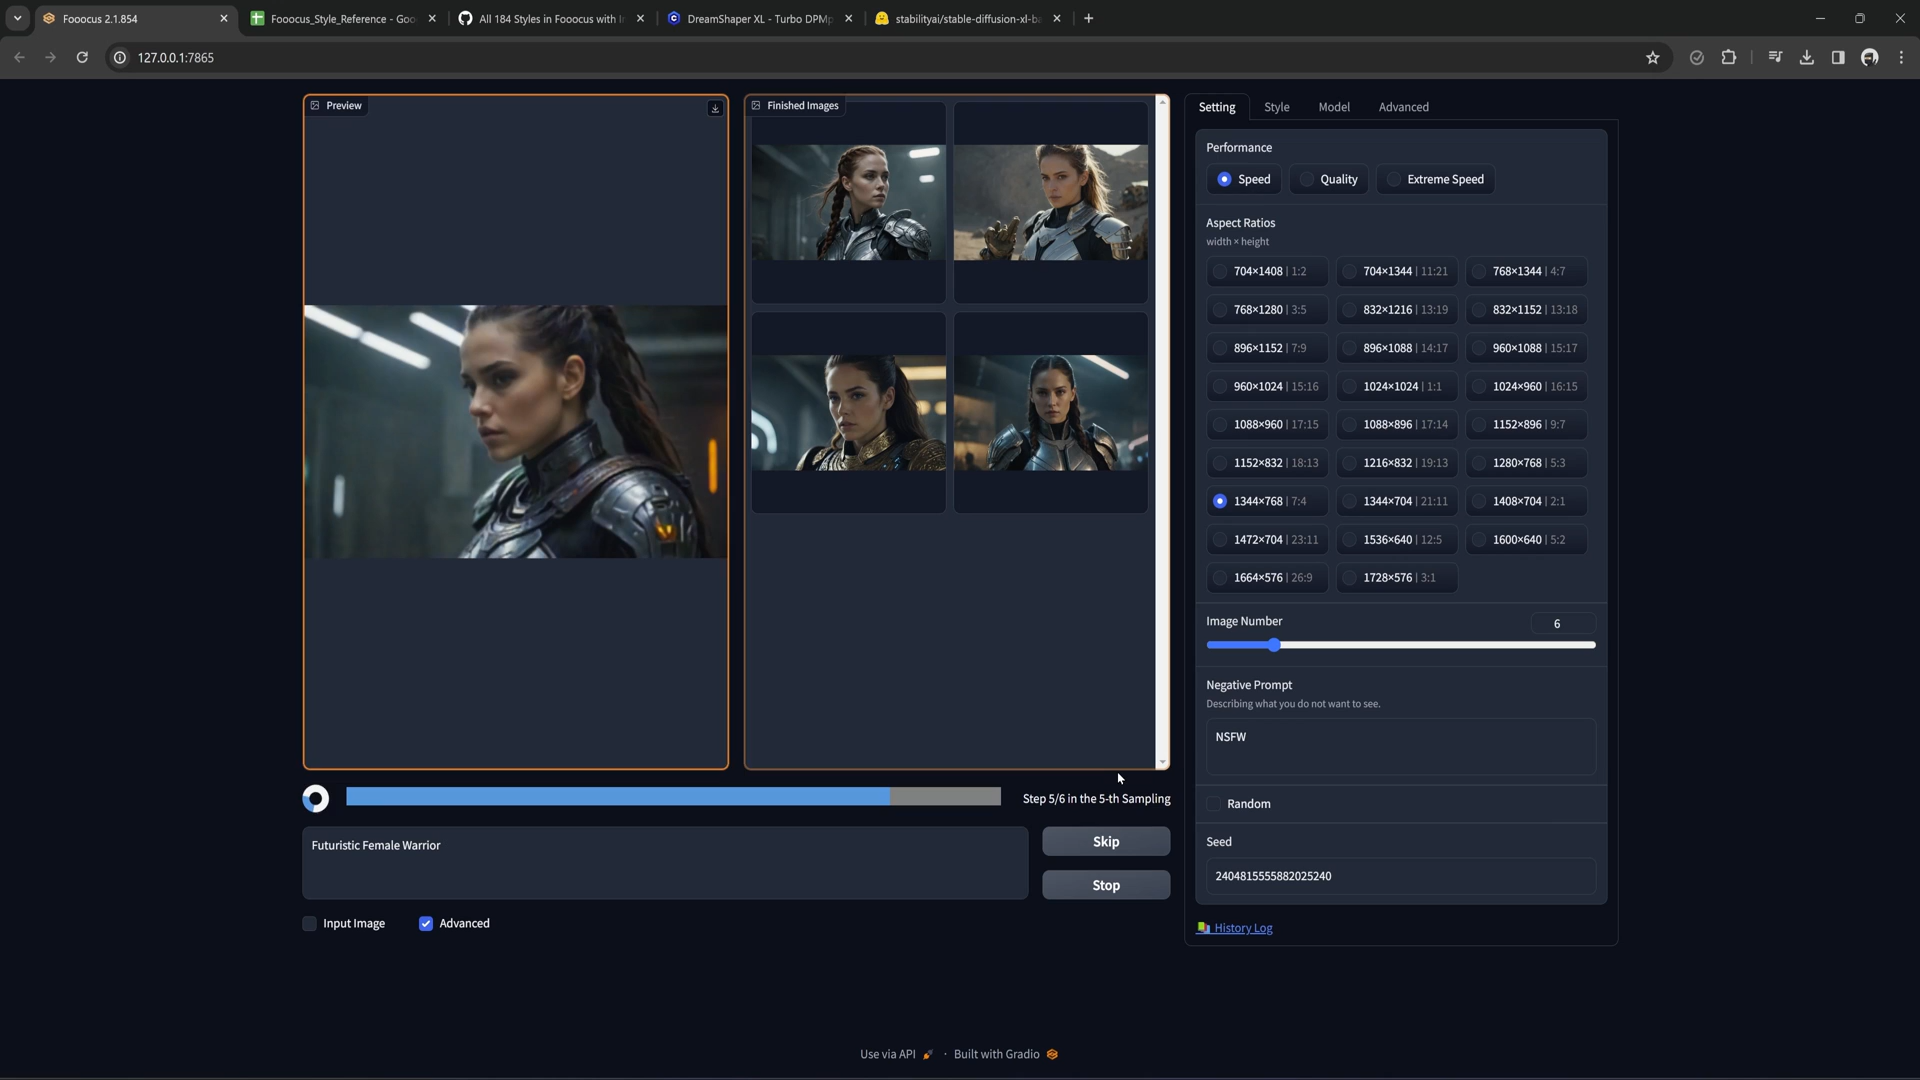 Fooocus 2.1.854
Fooocus_Style_Reference - Goo
All 184 Styles in Fooocus with I
DreamShaper XL - Turbo DPM
stabilityai/stable-diffusion-xl-ba
127.0.0.1:7865
Preview
Finished Images
Setting
Style
Model
Advanced
Performance
Speed
Quality
Extreme Speed
Aspect Ratios
width × height
704×1408 | 1:2
704×1344 | 11:21
768×1344 | 4:7
768×1280 | 3:5
832×1216 | 13:19
832×1152 | 13:18
896×1152 | 7:9
896×1088 | 14:17
960×1088 | 15:17
960×1024 | 15:16
1024×1024 | 1:1
1024×960 | 16:15
1088×960 | 17:15
1088×896 | 17:14
1152×896 | 9:7
1152×832 | 18:13
1216×832 | 19:13
1280×768 | 5:3
1344×768 | 7:4
1344×704 | 21:11
1408×704 | 2:1
1472×704 | 23:11
1536×640 | 12:5
1600×640 | 5:2
1664×576 | 26:9
1728×576 | 3:1
Image Number
6
Negative Prompt
Describing what you do not want to see.
NSFW
Random
Seed
2404815555882025240
History Log
Step 5/6 in the 5-th Sampling
Futuristic Female Warrior
Skip
Stop
Input Image
Advanced
Use via API
·
Built with Gradio